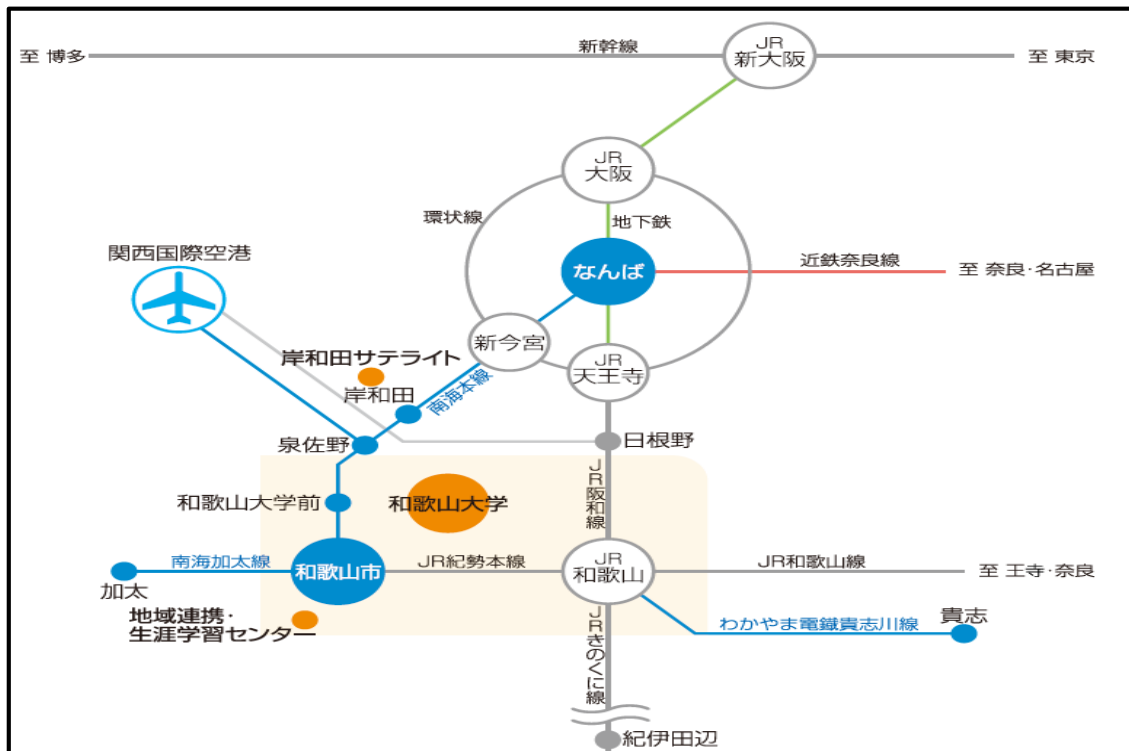 新幹線
至 博多
JR
新大阪
至 東京
JR
大阪
環状線
地下鉄
関西国際空港
なんば
近鉄奈良線
至 奈良・名古屋
新今宮
岸和田サテライト
JR
天王寺
岸和田
南海本線
泉佐野
日根野
和歌山大学前
和歌山大学
JR阪和線
南海加太線
和歌山市
JR紀勢本線
JR
和歌山
JR和歌山線
至 王寺・奈良
加太
地域連携・
生涯学習センター
JRきのくに線
わかやま電鐵貴志川線
貴志
紀伊田辺